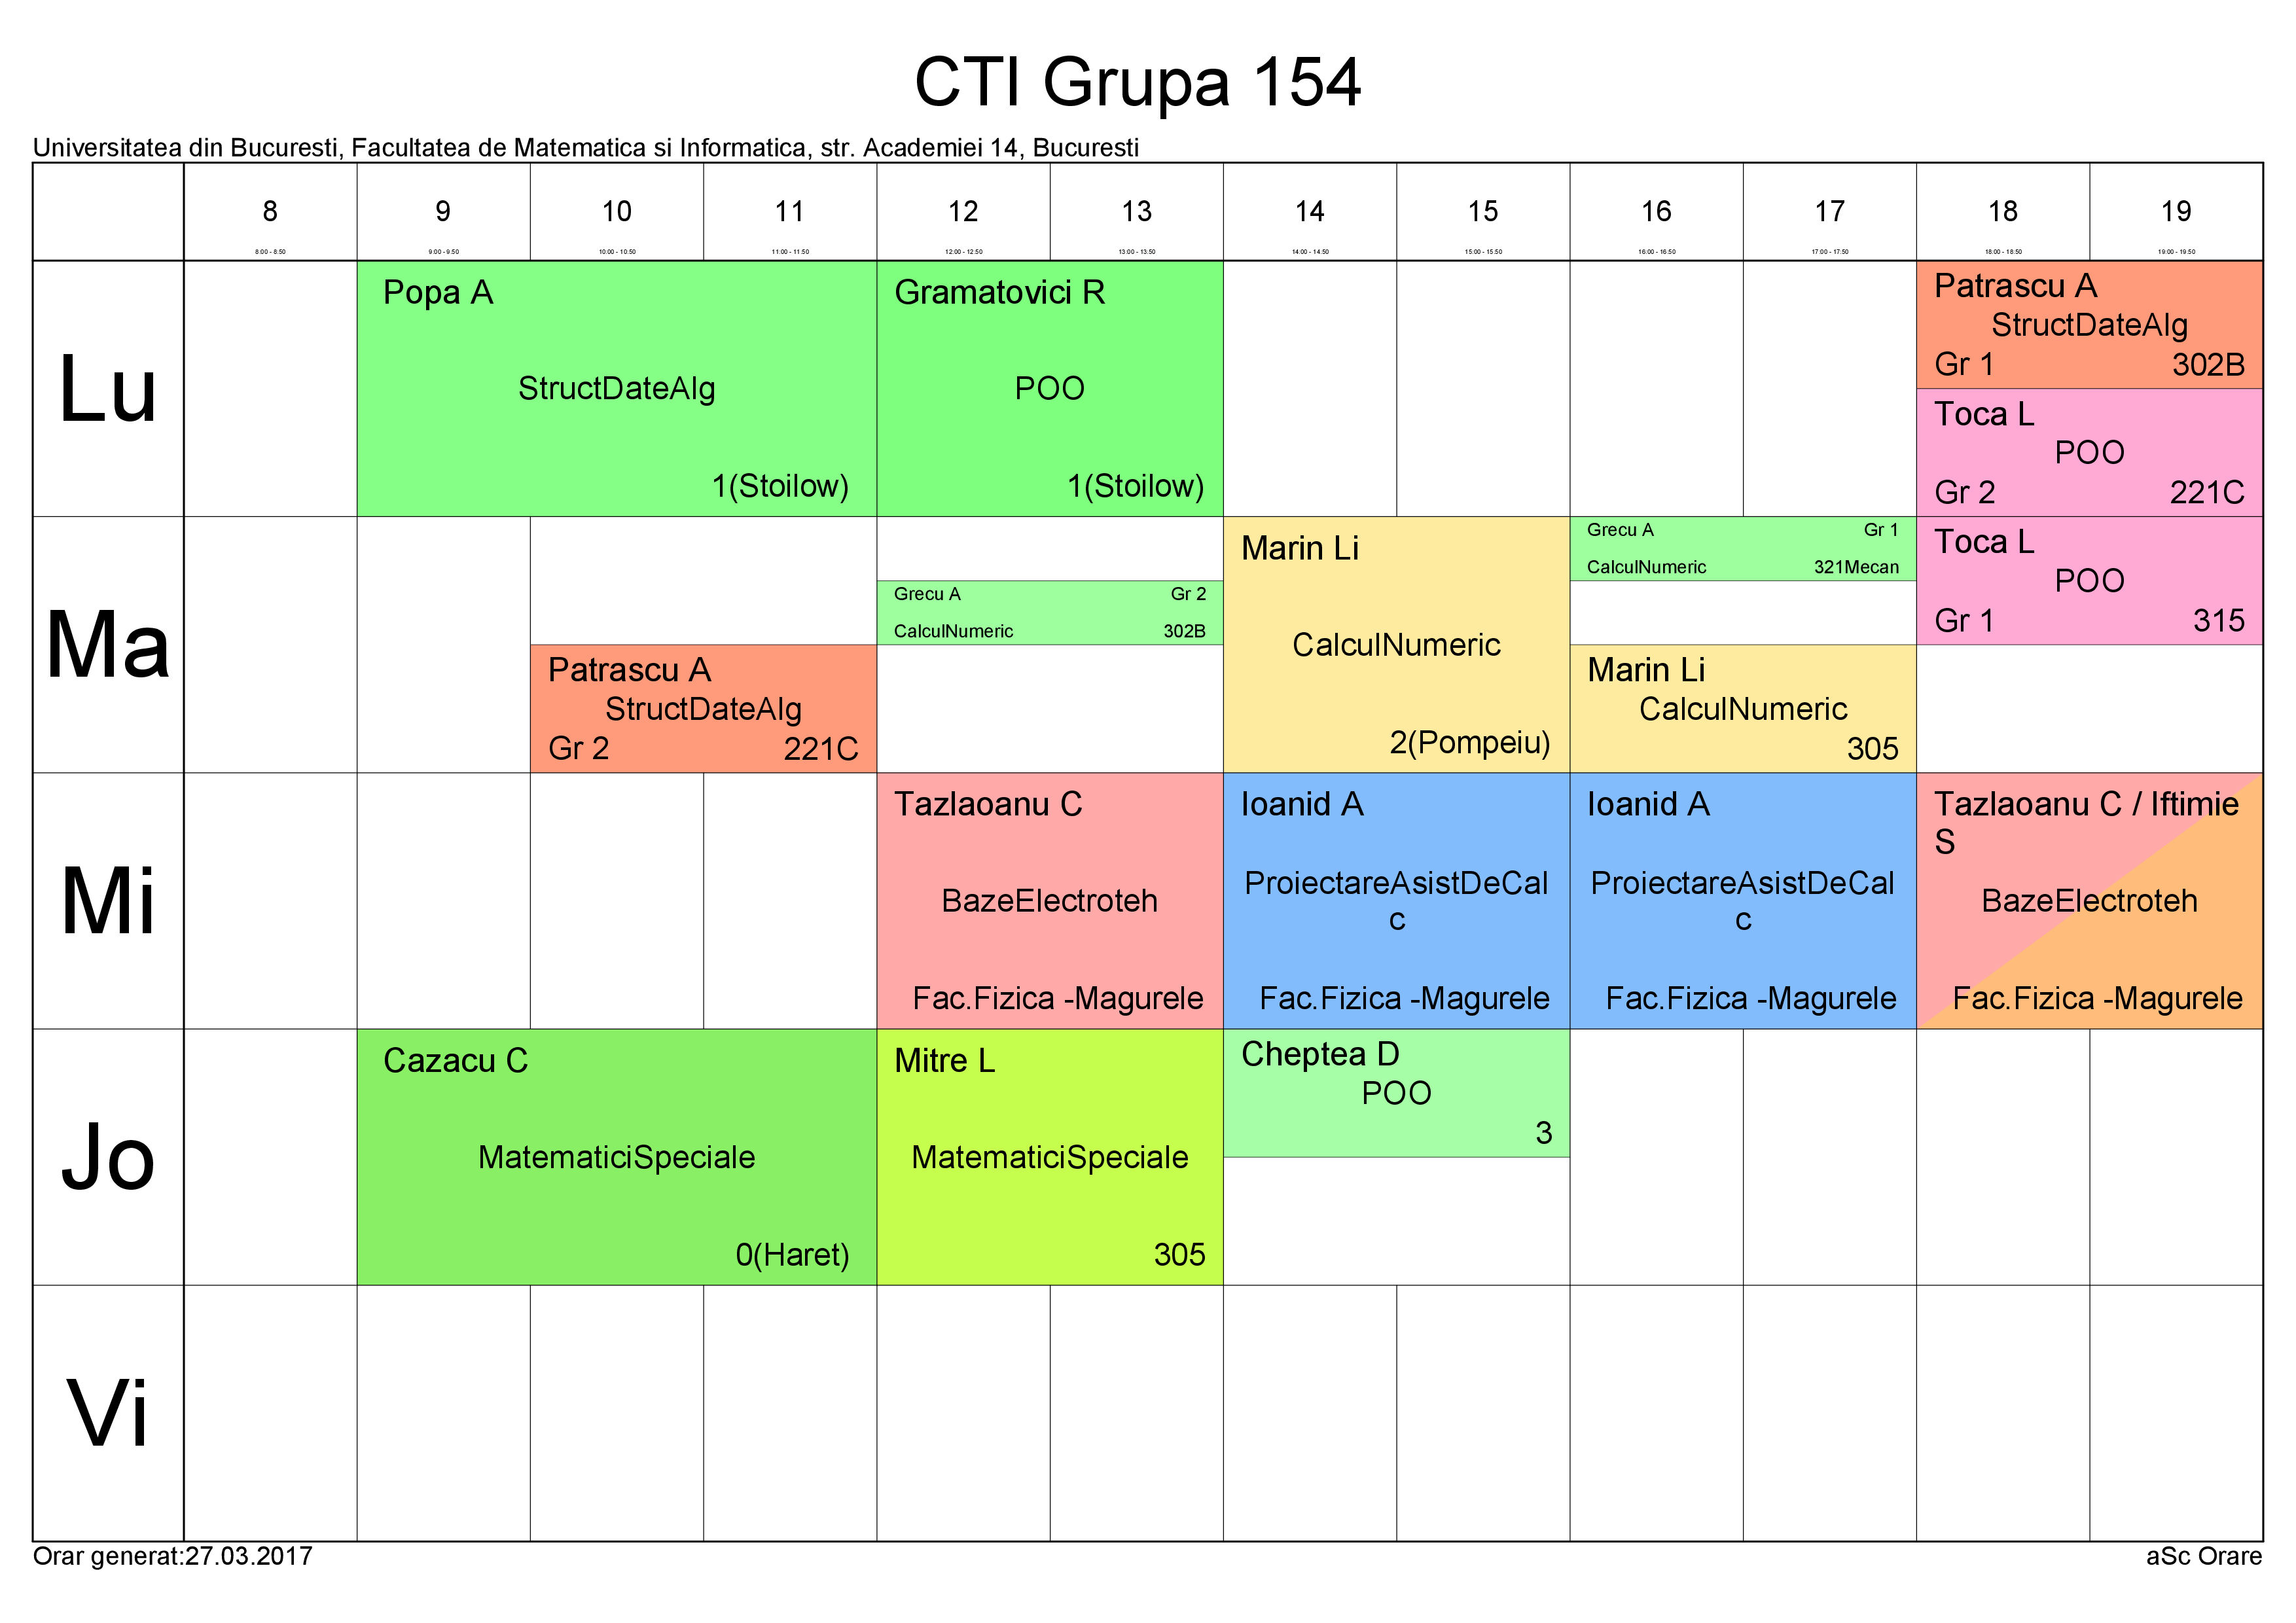 CTI Grupa 154
Universitatea din Bucuresti, Facultatea de Matematica si Informatica, str. Academiei 14, Bucuresti
8 9 10 11 12 13 14 15 16 17 18 19
8:00 - 8:50 9:00 - 9:50 10:00 - 10:50 11:00 - 11:50 12:00 - 12:50 13:00 - 13:50 14:00 - 14:50 15:00 - 15:50 16:00 - 16:50 17:00 - 17:50 18:00 - 18:50 19:00 - 19:50
Lu
Popa A
StructDateAlg
1(Stoilow)
Gramatovici R
POO
1(Stoilow)
Patrascu A
StructDateAlg
Gr 1 302B
Toca L
POO
Gr 2 221C
Ma
Patrascu A
StructDateAlg
Gr 2 221C
Grecu A Gr 2
CalculNumeric 302B
Marin Li
CalculNumeric
2(Pompeiu)
Grecu A Gr 1
CalculNumeric 321Mecan
Marin Li
CalculNumeric
305
Toca L
POO
Gr 1 315
Mi
Tazlaoanu C
BazeElectroteh
Fac.Fizica -Magurele
Ioanid A
ProiectareAsistDeCal
c
Fac.Fizica -Magurele
Ioanid A
ProiectareAsistDeCal
c
Fac.Fizica -Magurele
Tazlaoanu C / Iftimie
S
BazeElectroteh
Fac.Fizica -Magurele
Jo
Cazacu C
MatematiciSpeciale
0(Haret)
Mitre L
MatematiciSpeciale
305
Cheptea D
POO
3
Vi
Orar generat:27.03.2017
aSc Orare